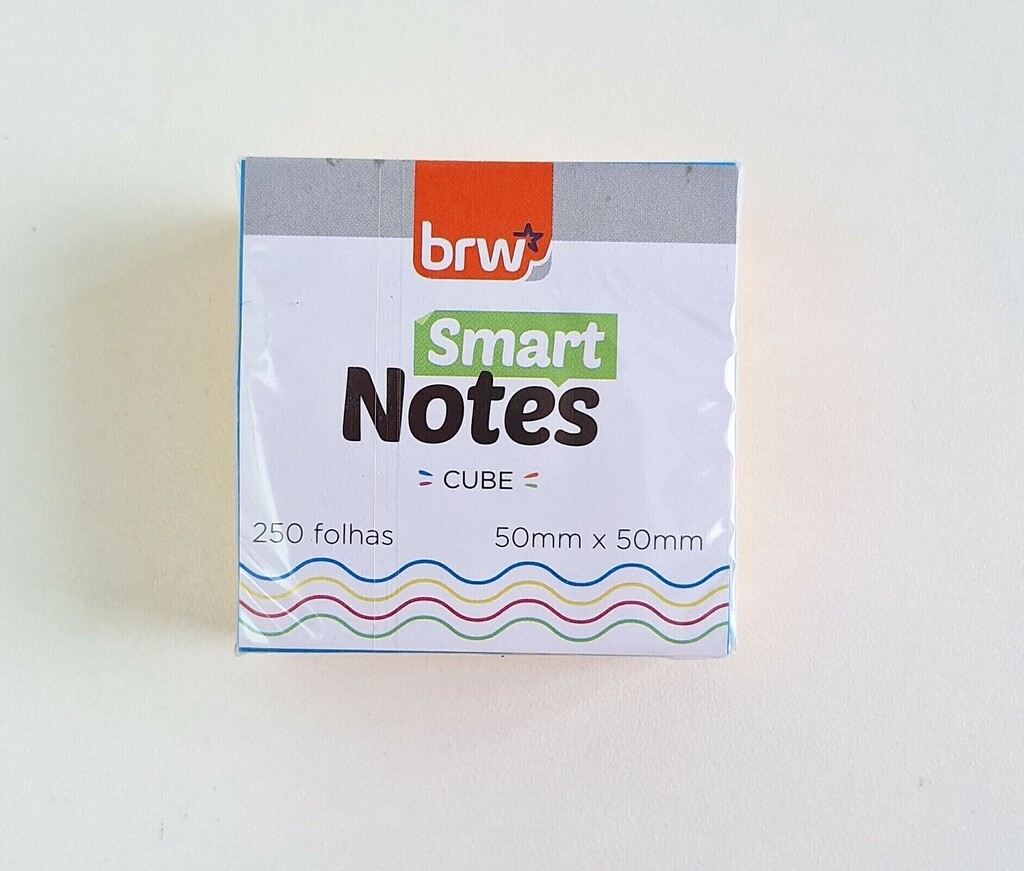 brw
Smart
Notes
CUBE
250 folhas 50mm x 50mm